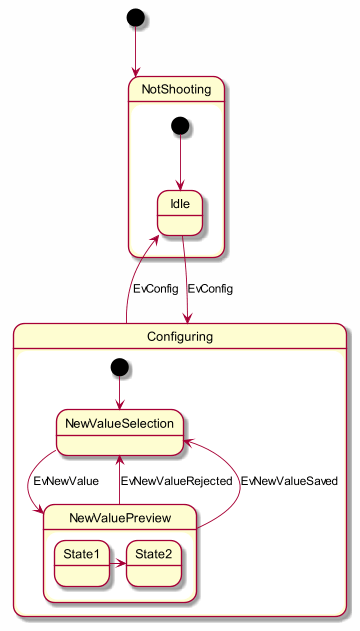 NotShooting
Idle
EvConfig EvConfig
Configuring
NewValueSelection
EvNewValue EvNewValueRejected EvNewValueSaved
NewValuePreview
State1 State2